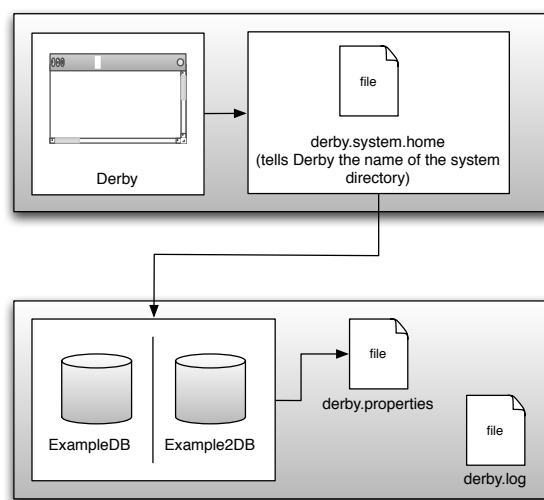 file
derby.system.home
(tells Derby the name of the system
directory)
Derby
file
derby.properties
ExampleDB
Example2DB
file
derby.log